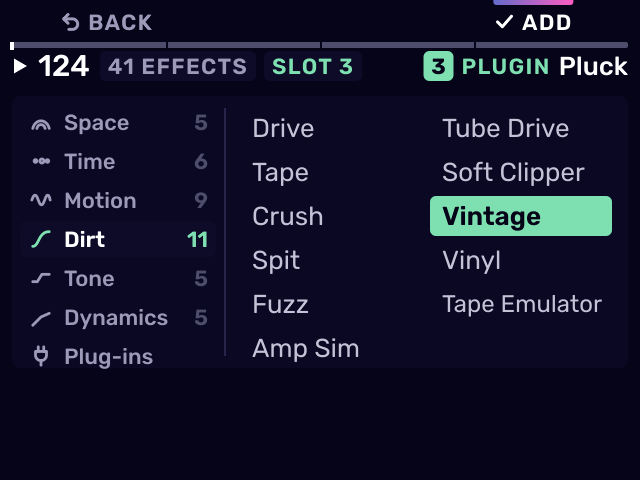 BACK
ADD
124 41 EFFECTS SLOT 3 3 PLUGIN Pluck
Space 5
Time 6
Motion 9
Dirt 11
Tone 5
Dynamics 5
Plug-ins
Drive
Tape
Crush
Spit
Fuzz
Amp Sim
Tube Drive
Soft Clipper
Vintage
Vinyl
Tape Emulator